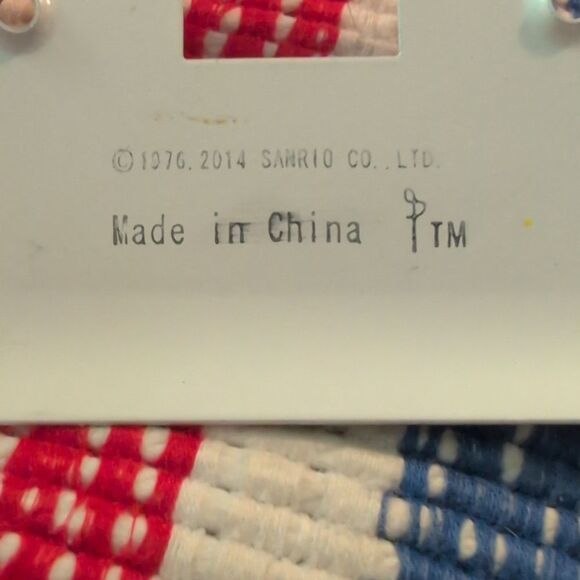 ©1976, 2014 SANRIO CO., LTD.
Made in China TM